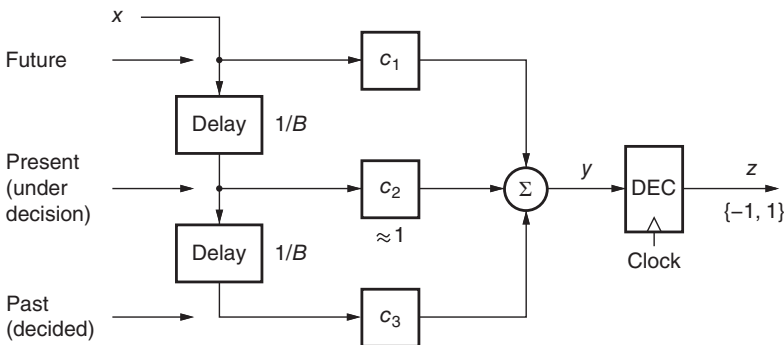 x
Future
c1
Delay
1/B
Present
(under
decision)
c2
≈1
Σ
y
DEC
z
{−1, 1}
Clock
Delay
1/B
Past
(decided)
c3